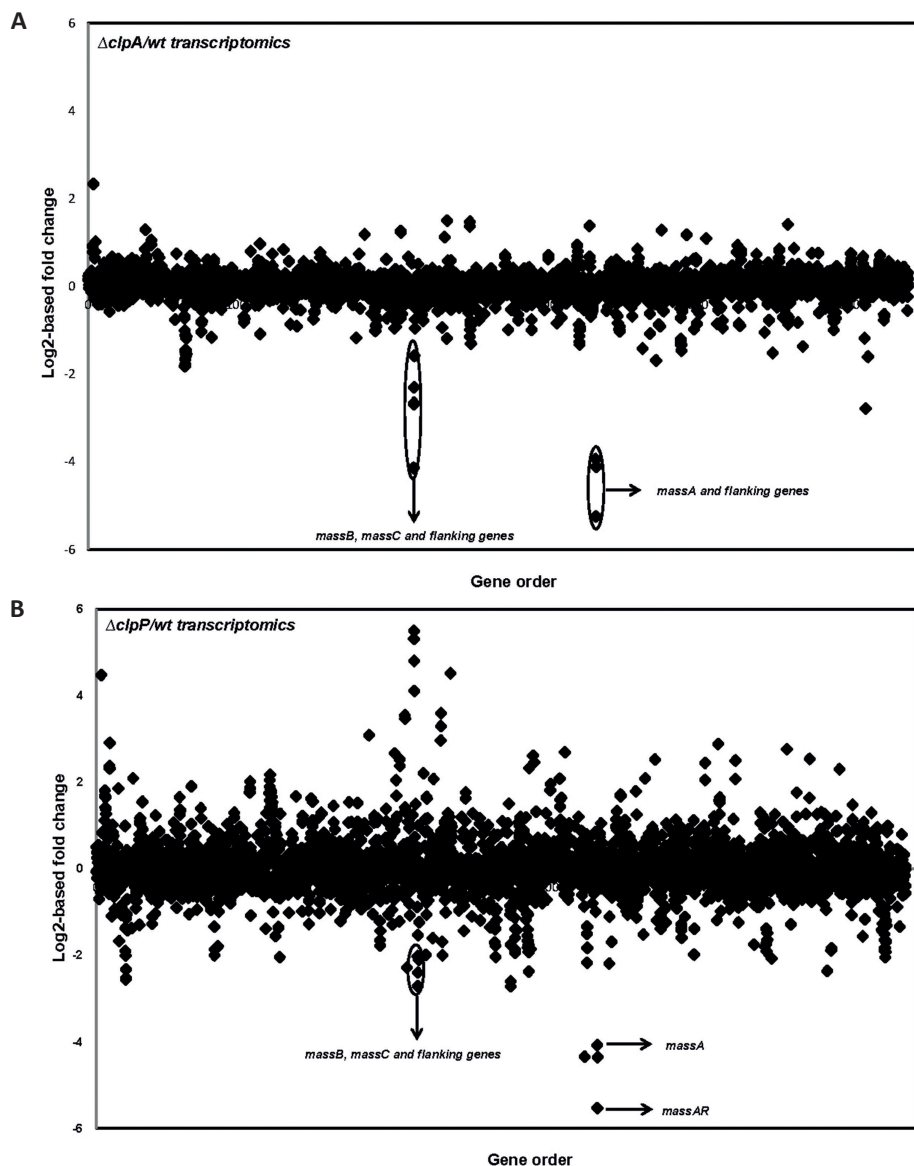 A
ΔclpA/wt transcriptomics
6
4
2
0
-2
-4
-6
Log2-based fold change
0
massB, massC and flanking genes
massA and flanking genes
Gene order
B
ΔclpP/wt transcriptomics
6
4
2
0
-2
-4
-6
Log2-based fold change
massB, massC and flanking genes
massA
massAR
Gene order